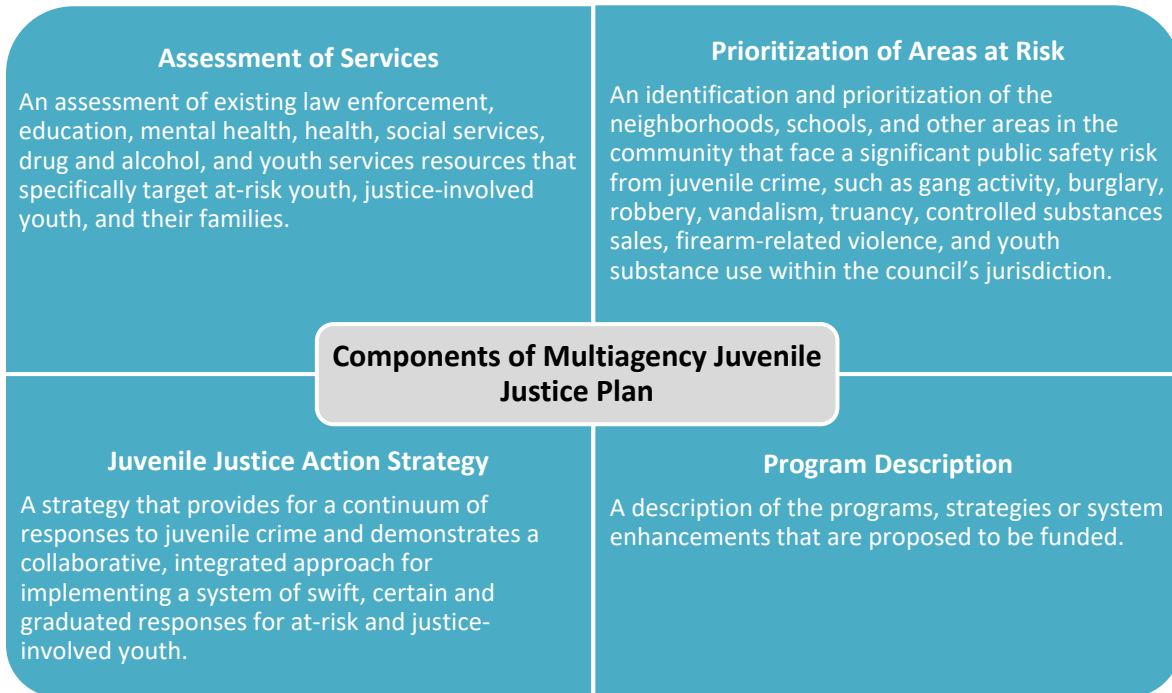 Assessment of Services
An assessment of existing law enforcement,
education, mental health, health, social services,
drug and alcohol, and youth services resources that
specifically target at-risk youth, justice-involved
youth, and their families.
Prioritization of Areas at Risk
An identification and prioritization of the
neighborhoods, schools, and other areas in the
community that face a significant public safety risk
from juvenile crime, such as gang activity, burglary,
robbery, vandalism, truancy, controlled substances
sales, firearm-related violence, and youth
substance use within the council’s jurisdiction.
Components of Multiagency Juvenile
Justice Plan
Juvenile Justice Action Strategy
A strategy that provides for a continuum of
responses to juvenile crime and demonstrates a
collaborative, integrated approach for
implementing a system of swift, certain and
graduated responses for at-risk and justice-
involved youth.
Program Description
A description of the programs, strategies or system
enhancements that are proposed to be funded.